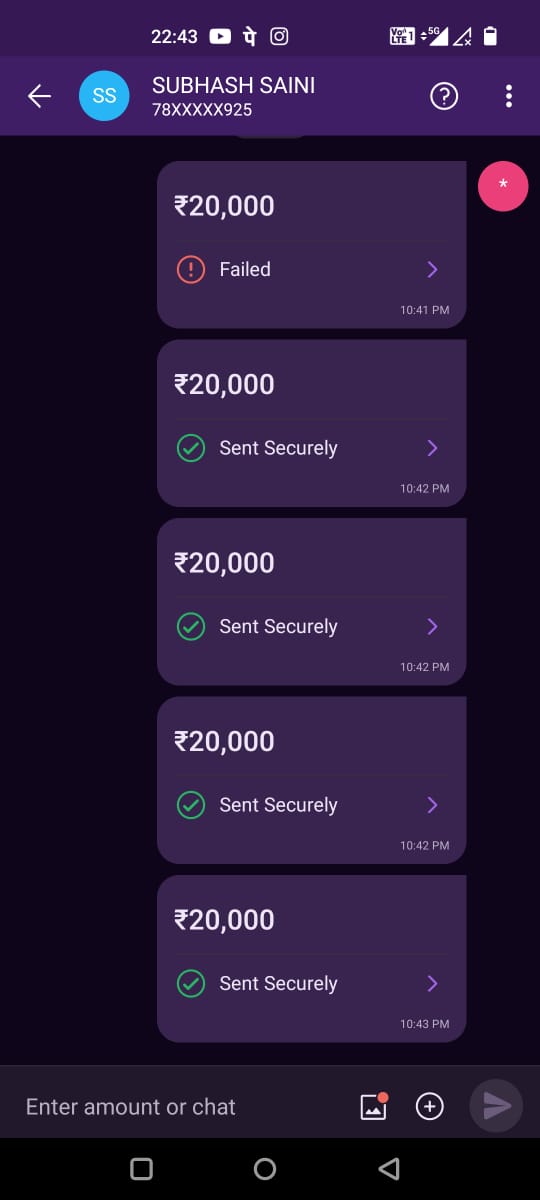 22:43 पे Vo LTE 1 5G
SS
SUBHASH SAINI
78XXXXX925
?
*
₹20,000
! Failed
10:41 PM
₹20,000
Sent Securely
10:42 PM
₹20,000
Sent Securely
10:42 PM
₹20,000
Sent Securely
10:42 PM
₹20,000
Sent Securely
10:43 PM
Enter amount or chat